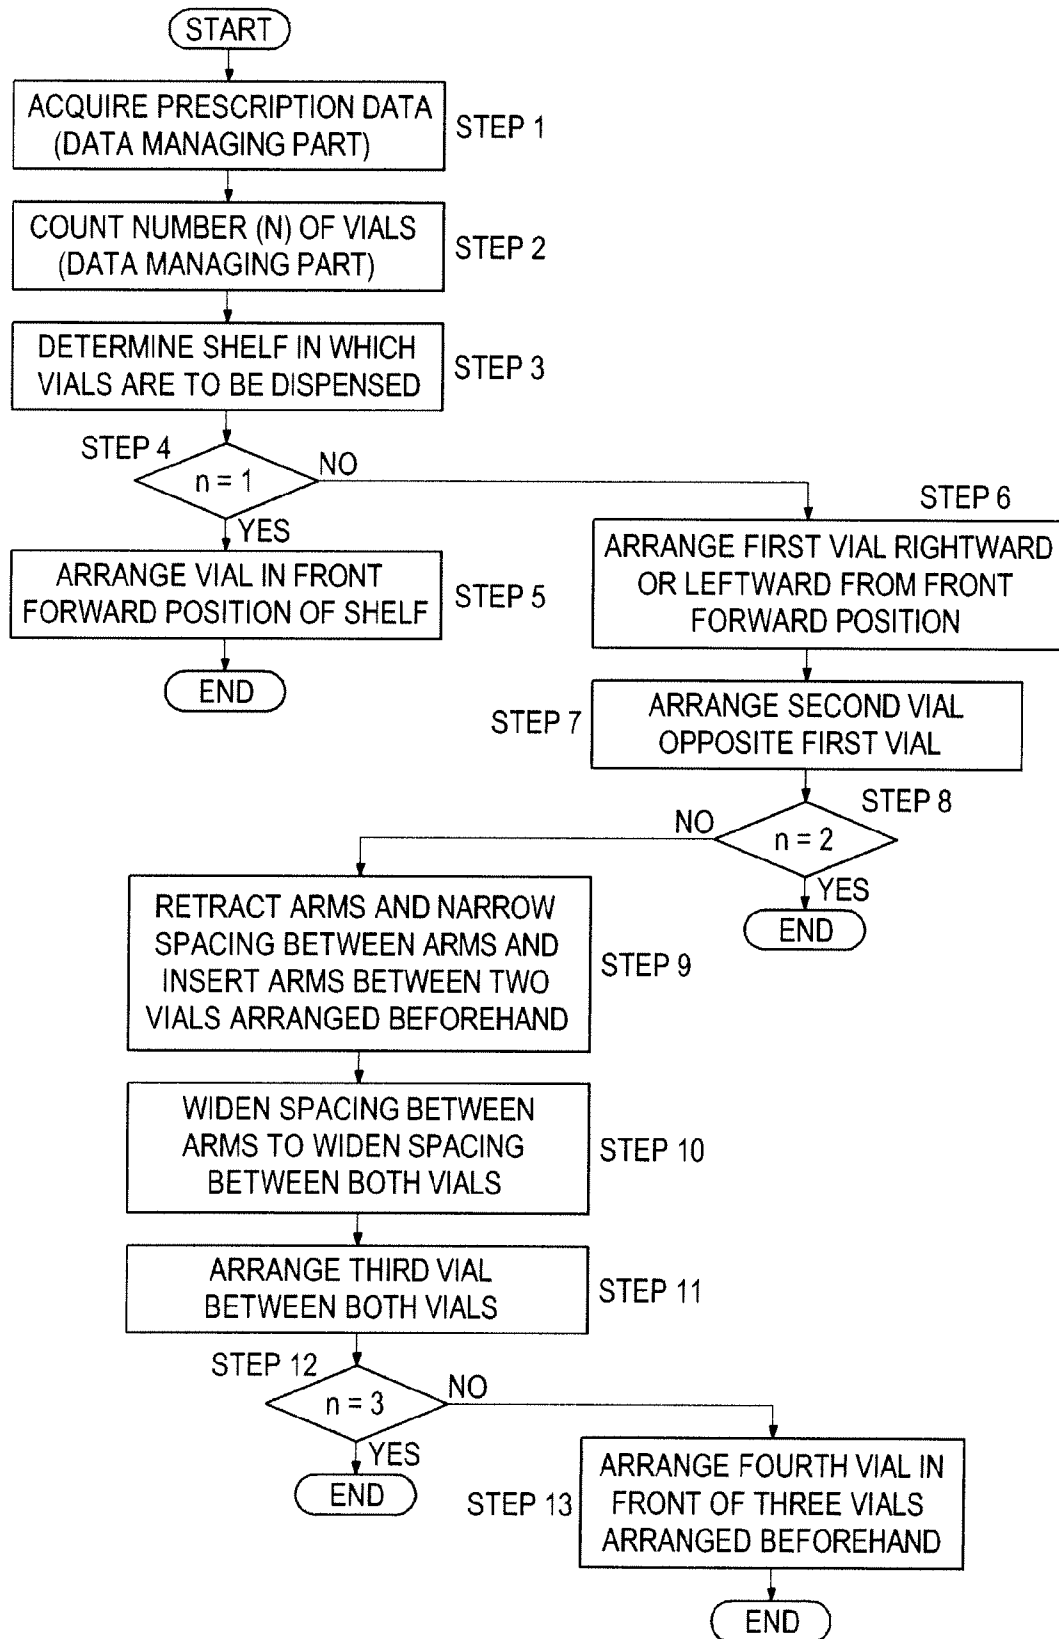 START
ACQUIRE PRESCRIPTION DATA
(DATA MANAGING PART)
STEP 1
COUNT NUMBER (N) OF VIALS
(DATA MANAGING PART)
STEP 2
DETERMINE SHELF IN WHICH
VIALS ARE TO BE DISPENSED
STEP 3
STEP 4
n = 1
NO
YES
ARRANGE VIAL IN FRONT
FORWARD POSITION OF SHELF
STEP 5
END
STEP 6
ARRANGE FIRST VIAL RIGHTWARD
OR LEFTWARD FROM FRONT
FORWARD POSITION
STEP 7
ARRANGE SECOND VIAL
OPPOSITE FIRST VIAL
STEP 8
n = 2
NO
YES
END
RETRACT ARMS AND NARROW
SPACING BETWEEN ARMS AND
INSERT ARMS BETWEEN TWO
VIALS ARRANGED BEFOREHAND
STEP 9
WIDEN SPACING BETWEEN
ARMS TO WIDEN SPACING
BETWEEN BOTH VIALS
STEP 10
ARRANGE THIRD VIAL
BETWEEN BOTH VIALS
STEP 11
STEP 12
n = 3
NO
YES
END
STEP 13
ARRANGE FOURTH VIAL IN
FRONT OF THREE VIALS
ARRANGED BEFOREHAND
END